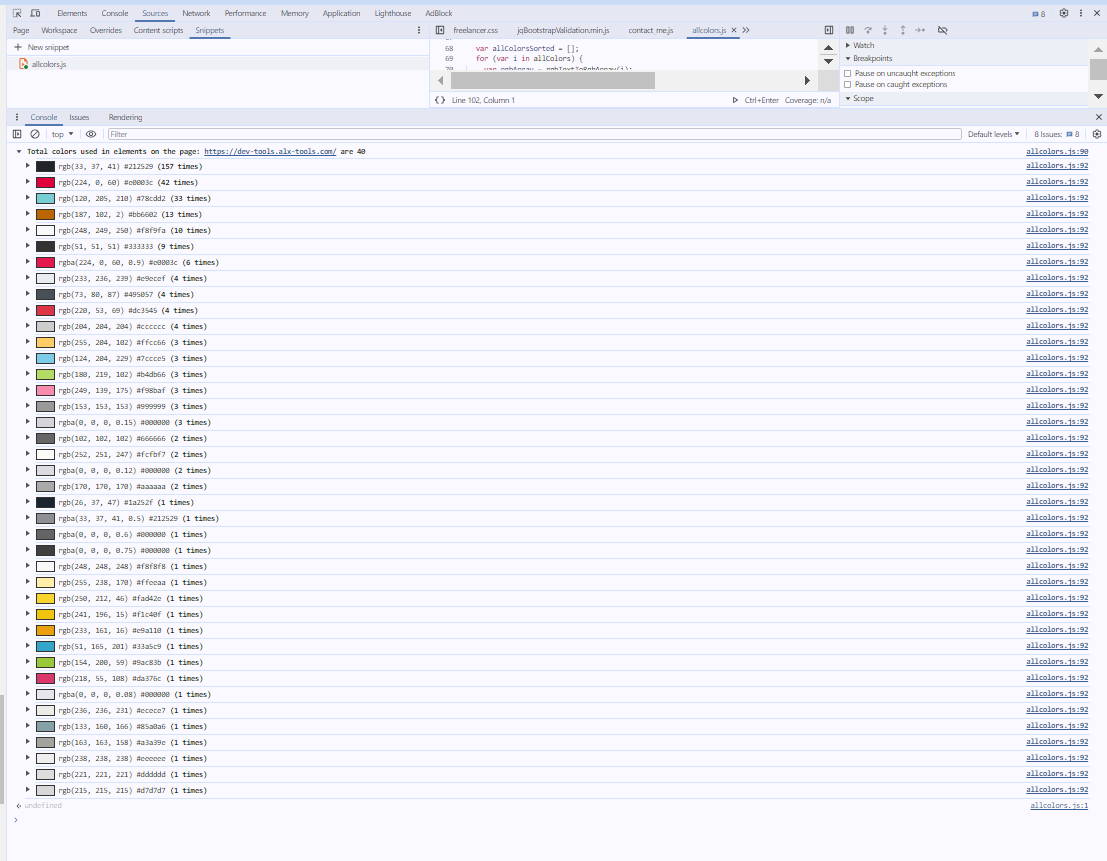 Elements Console Sources Network Performance Memory Application Lighthouse AdBlock 8
Page Workspace Overrides Content scripts Snippets freelancer.css jqBootstrapValidation.min.js contact_me.js allcolors.js
New snippet
allcolors.js
68 var allColorsSorted = [];
69 for (var i in allColors) {
70 var rgbArray = rgbTextToRgbArray(i);
{ } Line 102, Column 1 Ctrl+Enter Coverage: n/a
Watch
Breakpoints
Pause on uncaught exceptions
Pause on caught exceptions
Scope
Console Issues Rendering
top Filter Default levels 8 Issues: 8
Total colors used in elements on the page: https://dev-tools.alx-tools.com/ are 40 allcolors.js:90
rgb(33, 37, 41) #212529 (157 times) allcolors.js:92
rgb(224, 0, 60) #e0003c (42 times) allcolors.js:92
rgb(120, 205, 210) #78cdd2 (33 times) allcolors.js:92
rgb(187, 102, 2) #bb6602 (13 times) allcolors.js:92
rgb(248, 249, 250) #f8f9fa (10 times) allcolors.js:92
rgb(51, 51, 51) #333333 (9 times) allcolors.js:92
rgba(224, 0, 60, 0.9) #e0003c (6 times) allcolors.js:92
rgb(233, 236, 239) #e9ecef (4 times) allcolors.js:92
rgb(73, 80, 87) #495057 (4 times) allcolors.js:92
rgb(220, 53, 69) #dc3545 (4 times) allcolors.js:92
rgb(204, 204, 204) #cccccc (4 times) allcolors.js:92
rgb(255, 204, 102) #ffcc66 (3 times) allcolors.js:92
rgb(124, 204, 229) #7ccce5 (3 times) allcolors.js:92
rgb(180, 219, 102) #b4db66 (3 times) allcolors.js:92
rgb(249, 139, 175) #f98baf (3 times) allcolors.js:92
rgb(153, 153, 153) #999999 (3 times) allcolors.js:92
rgba(0, 0, 0, 0.15) #000000 (3 times) allcolors.js:92
rgb(102, 102, 102) #666666 (2 times) allcolors.js:92
rgb(252, 251, 247) #fcfbf7 (2 times) allcolors.js:92
rgba(0, 0, 0, 0.12) #000000 (2 times) allcolors.js:92
rgb(170, 170, 170) #aaaaaa (2 times) allcolors.js:92
rgb(26, 37, 47) #1a252f (1 times) allcolors.js:92
rgba(33, 37, 41, 0.5) #212529 (1 times) allcolors.js:92
rgba(0, 0, 0, 0.6) #000000 (1 times) allcolors.js:92
rgba(0, 0, 0, 0.75) #000000 (1 times) allcolors.js:92
rgb(248, 248, 248) #f8f8f8 (1 times) allcolors.js:92
rgb(255, 238, 170) #ffeeaa (1 times) allcolors.js:92
rgb(250, 212, 46) #fad42e (1 times) allcolors.js:92
rgb(241, 196, 15) #f1c40f (1 times) allcolors.js:92
rgb(233, 161, 16) #e9a110 (1 times) allcolors.js:92
rgb(51, 165, 201) #33a5c9 (1 times) allcolors.js:92
rgb(154, 200, 59) #9ac83b (1 times) allcolors.js:92
rgb(218, 55, 108) #da376c (1 times) allcolors.js:92
rgba(0, 0, 0, 0.08) #000000 (1 times) allcolors.js:92
rgb(236, 236, 231) #ecece7 (1 times) allcolors.js:92
rgb(133, 160, 166) #85a0a6 (1 times) allcolors.js:92
rgb(163, 163, 158) #a3a39e (1 times) allcolors.js:92
rgb(238, 238, 238) #eeeeee (1 times) allcolors.js:92
rgb(221, 221, 221) #dddddd (1 times) allcolors.js:92
rgb(215, 215, 215) #d7d7d7 (1 times) allcolors.js:92
undefined allcolors.js:1